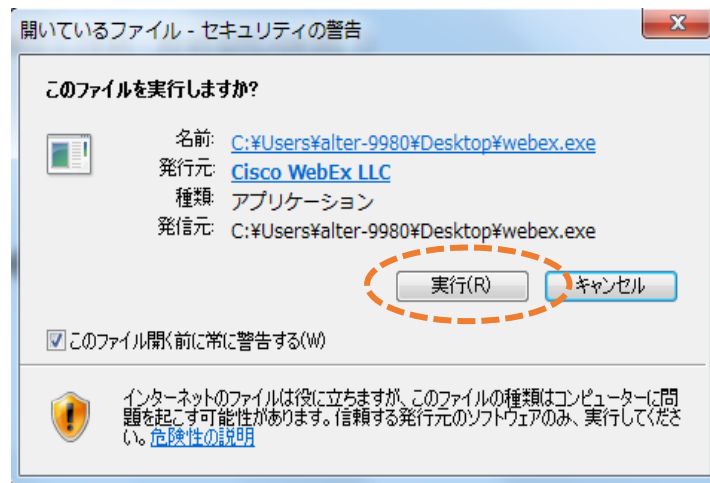 開いているファイル - セキュリティの警告
このファイルを実行しますか?
名前: C:¥Users¥alter-9980¥Desktop¥webex.exe
発行元: Cisco WebEx LLC
種類: アプリケーション
発信元: C:¥Users¥alter-9980¥Desktop¥webex.exe
実行(R) キャンセル
このファイル開く前に常に警告する(W)
インターネットのファイルは役に立ちますが、このファイルの種類はコンピューターに問
題を起こす可能性があります。信頼する発行元のソフトウェアのみ、実行してくださ
い。危険性の説明